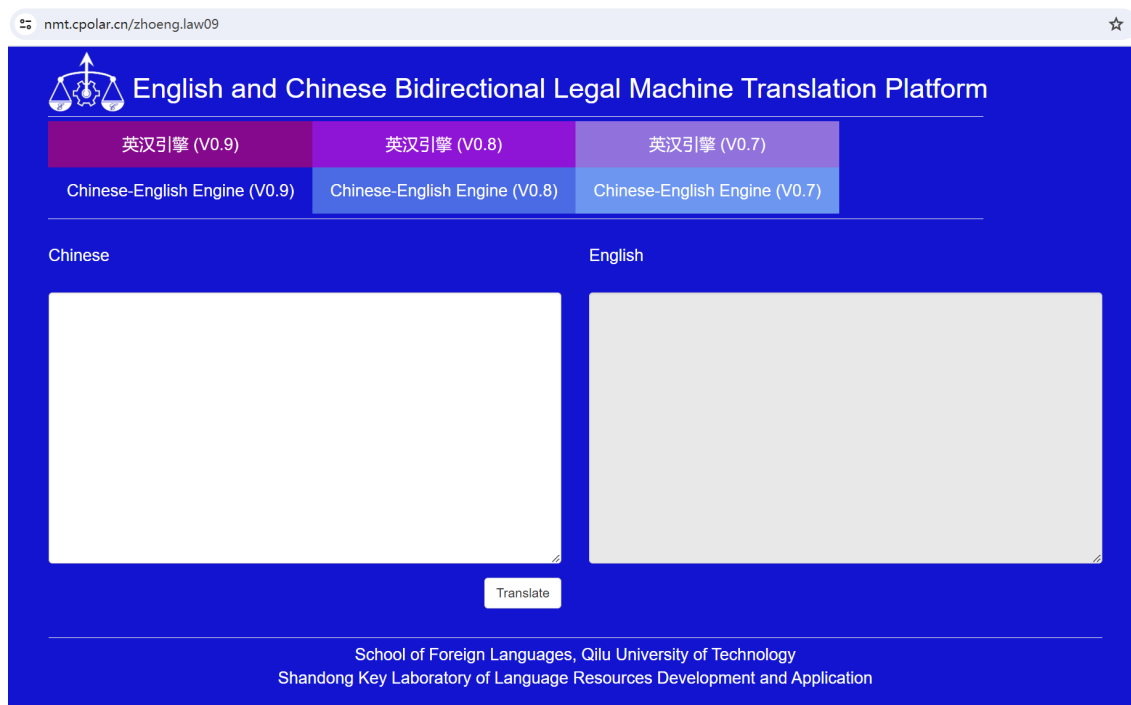 nmt.cpolar.cn/zhoeng.law09
English and Chinese Bidirectional Legal Machine Translation Platform
英汉引擎 (V0.9) 英汉引擎 (V0.8) 英汉引擎 (V0.7)
Chinese-English Engine (V0.9) Chinese-English Engine (V0.8) Chinese-English Engine (V0.7)
Chinese English
Translate
School of Foreign Languages, Qilu University of Technology
Shandong Key Laboratory of Language Resources Development and Application